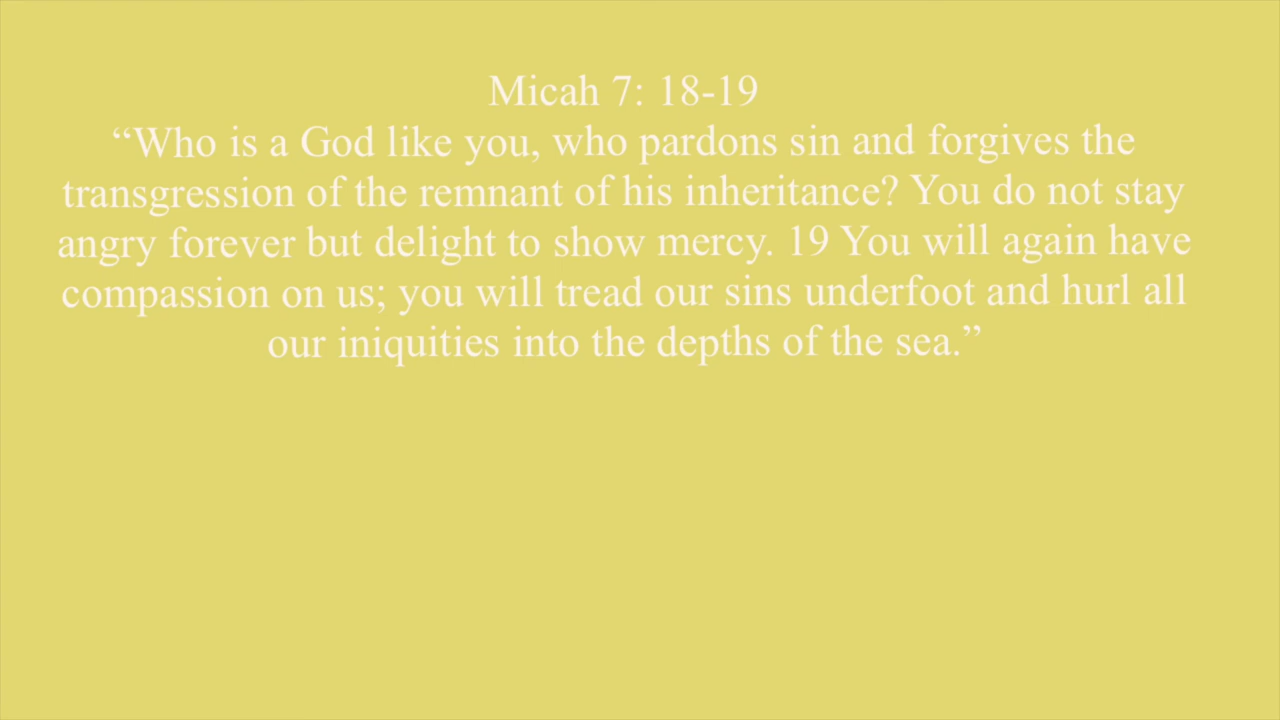 Micah 7: 18-19
“Who is a God like you, who pardons sin and forgives the
transgression of the remnant of his inheritance? You do not stay
angry forever but delight to show mercy. 19 You will again have
compassion on us; you will tread our sins underfoot and hurl all
our iniquities into the depths of the sea.”